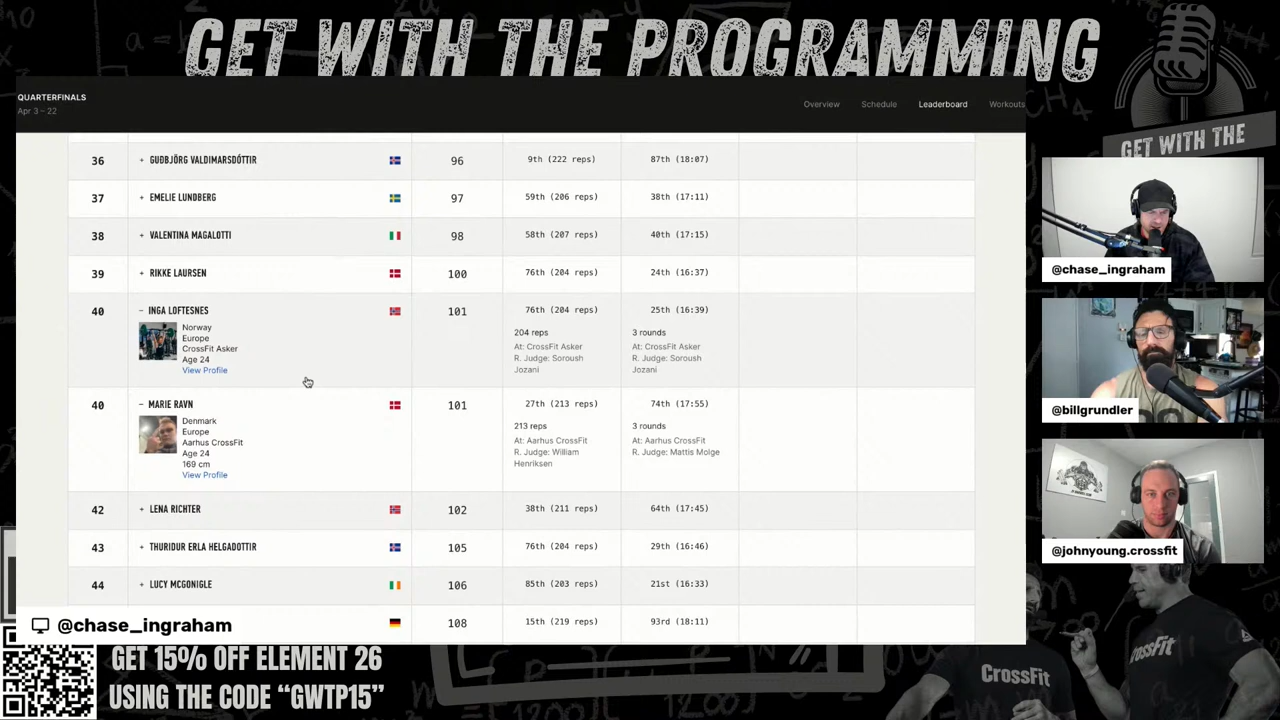 GET WITH THE PROGRAMMING
QUARTERFINALS
Apr 3 – 22
Overview Schedule Leaderboard Workouts
GET WITH THE
36 + GUÐBJÖRG VALDIMARSDÓTTIR 96 9th (222 reps) 87th (18:07)
37 + EMELIE LUNDBERG 97 59th (206 reps) 38th (17:11)
38 + VALENTINA MAGALOTTI 98 58th (207 reps) 40th (17:15)
39 + RIKKE LAURSEN 100 76th (204 reps) 24th (16:37)
40 – INGA LOFTESNES 101 76th (204 reps) 25th (16:39)
Norway 204 reps 3 rounds
Europe At: CrossFit Asker At: CrossFit Asker
CrossFit Asker R. Judge: Soroush R. Judge: Soroush
Age 24 Jozani Jozani
View Profile
40 – MARIE RAVN 101 27th (213 reps) 74th (17:55)
Denmark 213 reps 3 rounds
Europe At: Aarhus CrossFit At: Aarhus CrossFit
Aarhus CrossFit R. Judge: William R. Judge: Mattis Molge
Age 24 Henriksen
169 cm
View Profile
42 + LENA RICHTER 102 38th (211 reps) 64th (17:45)
43 + THURIDUR ERLA HELGADOTTIR 105 76th (204 reps) 29th (16:46)
44 + LUCY MCGONIGLE 106 85th (203 reps) 21st (16:33)
108 15th (219 reps) 93rd (18:11)
@chase_ingraham
@billgrundler
@johnyoung.crossfit
@chase_ingraham
GET 15% OFF ELEMENT 26
USING THE CODE “GWTP15”
CrossFit
CrossFit